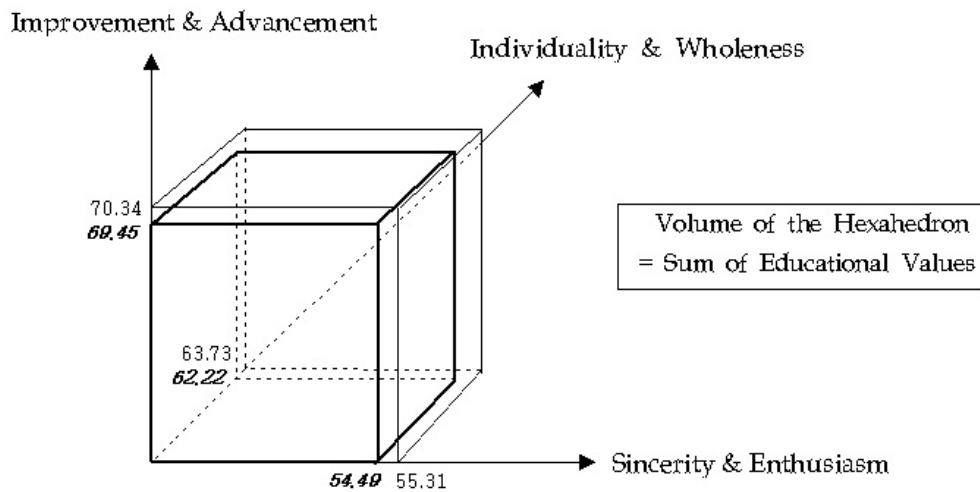 Improvement & Advancement
Individuality & Wholeness
70.34
69.45
Volume of the Hexahedron
= Sum of Educational Values
63.73
62.22
54.49 55.31
Sincerity & Enthusiasm